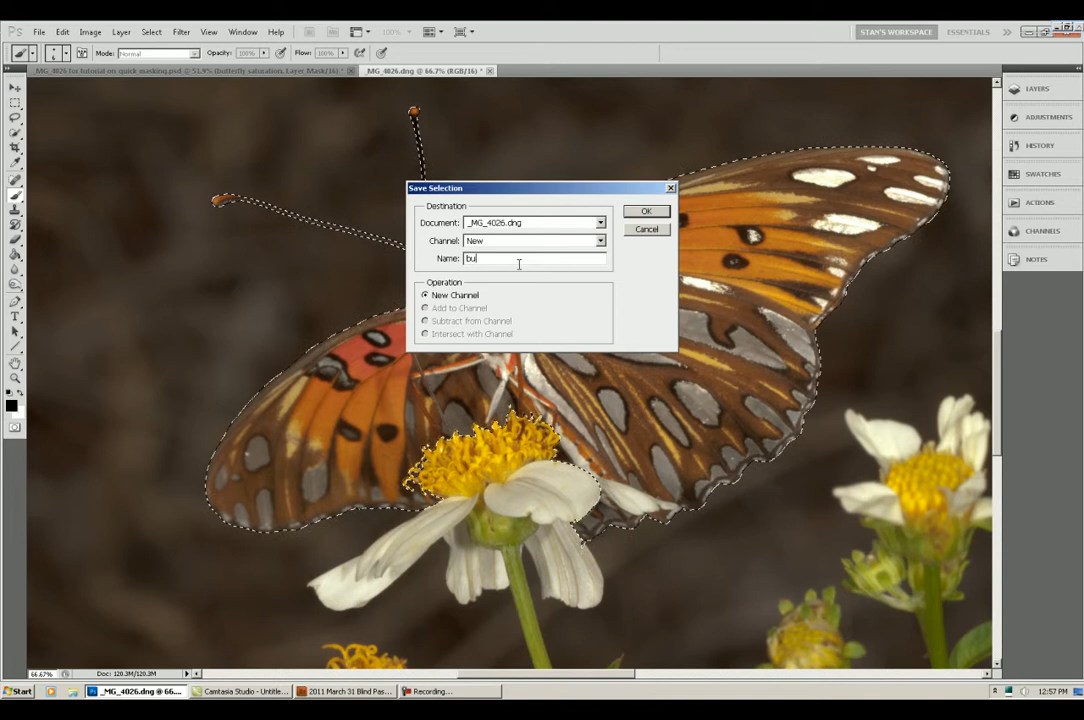 Ps File Edit Image Layer Select Filter View Window Help STAN'S WORKSPACE ESSENTIALS
Mode: Normal Opacity: 100% Flow: 100%
_MG_4026 for tutorial on quick masking.psd @ 51.9% (butterfly saturation, Layer Mask/16) * _MG_4026.dng @ 66.7% (RGB/16) *
LAYERS
ADJUSTMENTS
HISTORY
SWATCHES
ACTIONS
CHANNELS
NOTES
Save Selection
Destination
Document: _MG_4026.dng
Channel: New
Name: bu
OK
Cancel
Operation
New Channel
Add to Channel
Subtract from Channel
Intersect with Channel
66.67% Doc: 120.3M/120.3M
Start _MG_4026.dng @ 66.... Camtasia Studio - Untitle... 2011 March 31 Blind Pas... Recording... 12:57 PM